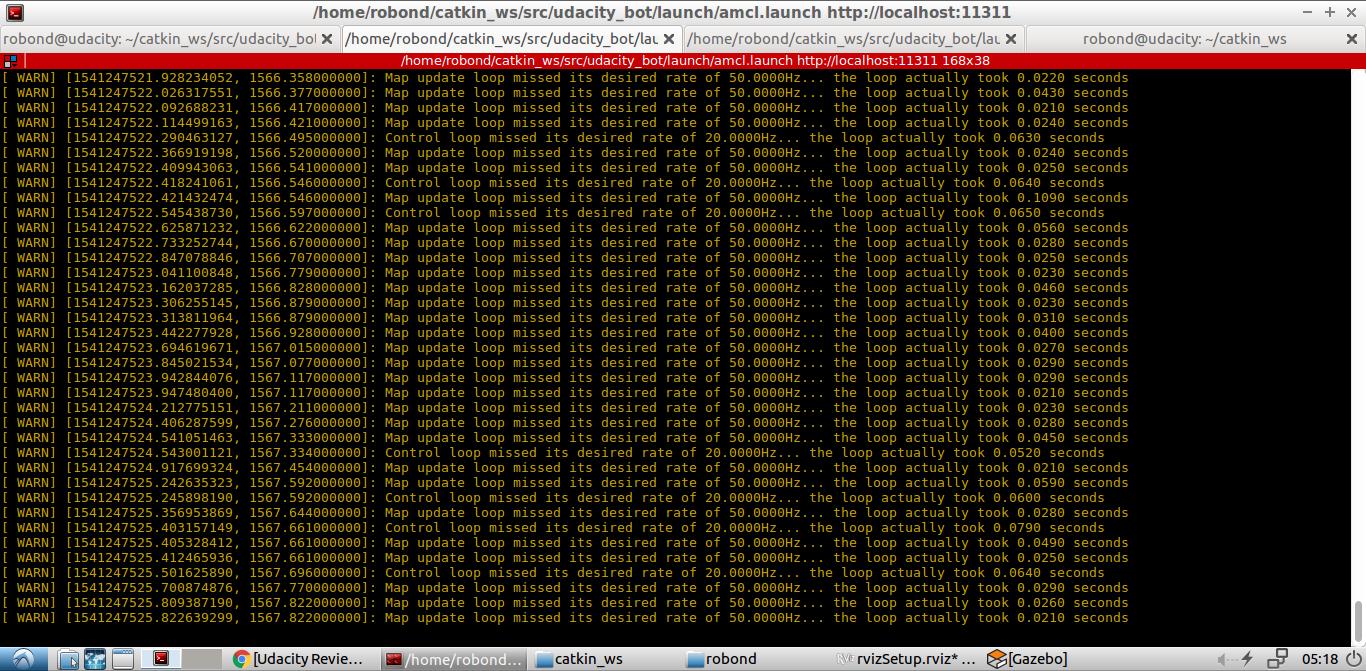 /home/robond/catkin_ws/src/udacity_bot/launch/amcl.launch http://localhost:11311
robond@udacity: ~/catkin_ws/src/udacity_bot
/home/robond/catkin_ws/src/udacity_bot/lau
/home/robond/catkin_ws/src/udacity_bot/lau
robond@udacity: ~/catkin_ws
/home/robond/catkin_ws/src/udacity_bot/launch/amcl.launch http://localhost:11311 168x38
[ WARN] [1541247521.928234052, 1566.358000000]: Map update loop missed its desired rate of 50.0000Hz... the loop actually took 0.0220 seconds
[ WARN] [1541247522.026317551, 1566.377000000]: Map update loop missed its desired rate of 50.0000Hz... the loop actually took 0.0430 seconds
[ WARN] [1541247522.092688231, 1566.417000000]: Map update loop missed its desired rate of 50.0000Hz... the loop actually took 0.0210 seconds
[ WARN] [1541247522.114499163, 1566.421000000]: Map update loop missed its desired rate of 50.0000Hz... the loop actually took 0.0240 seconds
[ WARN] [1541247522.290463127, 1566.495000000]: Control loop missed its desired rate of 20.0000Hz... the loop actually took 0.0630 seconds
[ WARN] [1541247522.366919198, 1566.520000000]: Map update loop missed its desired rate of 50.0000Hz... the loop actually took 0.0240 seconds
[ WARN] [1541247522.409943063, 1566.541000000]: Map update loop missed its desired rate of 50.0000Hz... the loop actually took 0.0250 seconds
[ WARN] [1541247522.418241061, 1566.546000000]: Control loop missed its desired rate of 20.0000Hz... the loop actually took 0.0640 seconds
[ WARN] [1541247522.421432474, 1566.546000000]: Map update loop missed its desired rate of 50.0000Hz... the loop actually took 0.1090 seconds
[ WARN] [1541247522.545438730, 1566.597000000]: Control loop missed its desired rate of 20.0000Hz... the loop actually took 0.0650 seconds
[ WARN] [1541247522.625871232, 1566.622000000]: Map update loop missed its desired rate of 50.0000Hz... the loop actually took 0.0560 seconds
[ WARN] [1541247522.733252744, 1566.670000000]: Map update loop missed its desired rate of 50.0000Hz... the loop actually took 0.0280 seconds
[ WARN] [1541247522.847078846, 1566.707000000]: Map update loop missed its desired rate of 50.0000Hz... the loop actually took 0.0250 seconds
[ WARN] [1541247523.041100848, 1566.779000000]: Map update loop missed its desired rate of 50.0000Hz... the loop actually took 0.0230 seconds
[ WARN] [1541247523.162037285, 1566.828000000]: Map update loop missed its desired rate of 50.0000Hz... the loop actually took 0.0460 seconds
[ WARN] [1541247523.306255145, 1566.879000000]: Map update loop missed its desired rate of 50.0000Hz... the loop actually took 0.0230 seconds
[ WARN] [1541247523.313811964, 1566.879000000]: Map update loop missed its desired rate of 50.0000Hz... the loop actually took 0.0310 seconds
[ WARN] [1541247523.442277928, 1566.928000000]: Map update loop missed its desired rate of 50.0000Hz... the loop actually took 0.0400 seconds
[ WARN] [1541247523.694619671, 1567.015000000]: Map update loop missed its desired rate of 50.0000Hz... the loop actually took 0.0270 seconds
[ WARN] [1541247523.845021534, 1567.077000000]: Map update loop missed its desired rate of 50.0000Hz... the loop actually took 0.0290 seconds
[ WARN] [1541247523.942844076, 1567.117000000]: Map update loop missed its desired rate of 50.0000Hz... the loop actually took 0.0290 seconds
[ WARN] [1541247523.947480400, 1567.117000000]: Map update loop missed its desired rate of 50.0000Hz... the loop actually took 0.0210 seconds
[ WARN] [1541247524.212775151, 1567.211000000]: Map update loop missed its desired rate of 50.0000Hz... the loop actually took 0.0230 seconds
[ WARN] [1541247524.406287599, 1567.276000000]: Map update loop missed its desired rate of 50.0000Hz... the loop actually took 0.0280 seconds
[ WARN] [1541247524.541051463, 1567.333000000]: Map update loop missed its desired rate of 50.0000Hz... the loop actually took 0.0450 seconds
[ WARN] [1541247524.543001121, 1567.334000000]: Control loop missed its desired rate of 20.0000Hz... the loop actually took 0.0520 seconds
[ WARN] [1541247524.917699324, 1567.454000000]: Map update loop missed its desired rate of 50.0000Hz... the loop actually took 0.0210 seconds
[ WARN] [1541247525.242635323, 1567.592000000]: Map update loop missed its desired rate of 50.0000Hz... the loop actually took 0.0590 seconds
[ WARN] [1541247525.245898190, 1567.592000000]: Control loop missed its desired rate of 20.0000Hz... the loop actually took 0.0600 seconds
[ WARN] [1541247525.356953869, 1567.644000000]: Map update loop missed its desired rate of 50.0000Hz... the loop actually took 0.0280 seconds
[ WARN] [1541247525.403157149, 1567.661000000]: Control loop missed its desired rate of 20.0000Hz... the loop actually took 0.0790 seconds
[ WARN] [1541247525.405328412, 1567.661000000]: Map update loop missed its desired rate of 50.0000Hz... the loop actually took 0.0490 seconds
[ WARN] [1541247525.412465936, 1567.661000000]: Map update loop missed its desired rate of 50.0000Hz... the loop actually took 0.0250 seconds
[ WARN] [1541247525.501625890, 1567.696000000]: Control loop missed its desired rate of 20.0000Hz... the loop actually took 0.0640 seconds
[ WARN] [1541247525.700874876, 1567.770000000]: Map update loop missed its desired rate of 50.0000Hz... the loop actually took 0.0290 seconds
[ WARN] [1541247525.809387190, 1567.822000000]: Map update loop missed its desired rate of 50.0000Hz... the loop actually took 0.0260 seconds
[ WARN] [1541247525.822639299, 1567.822000000]: Map update loop missed its desired rate of 50.0000Hz... the loop actually took 0.0210 seconds
[Udacity Revie...
/home/robond...
catkin_ws
robond
rvizSetup.rviz* ...
[Gazebo]
05:18